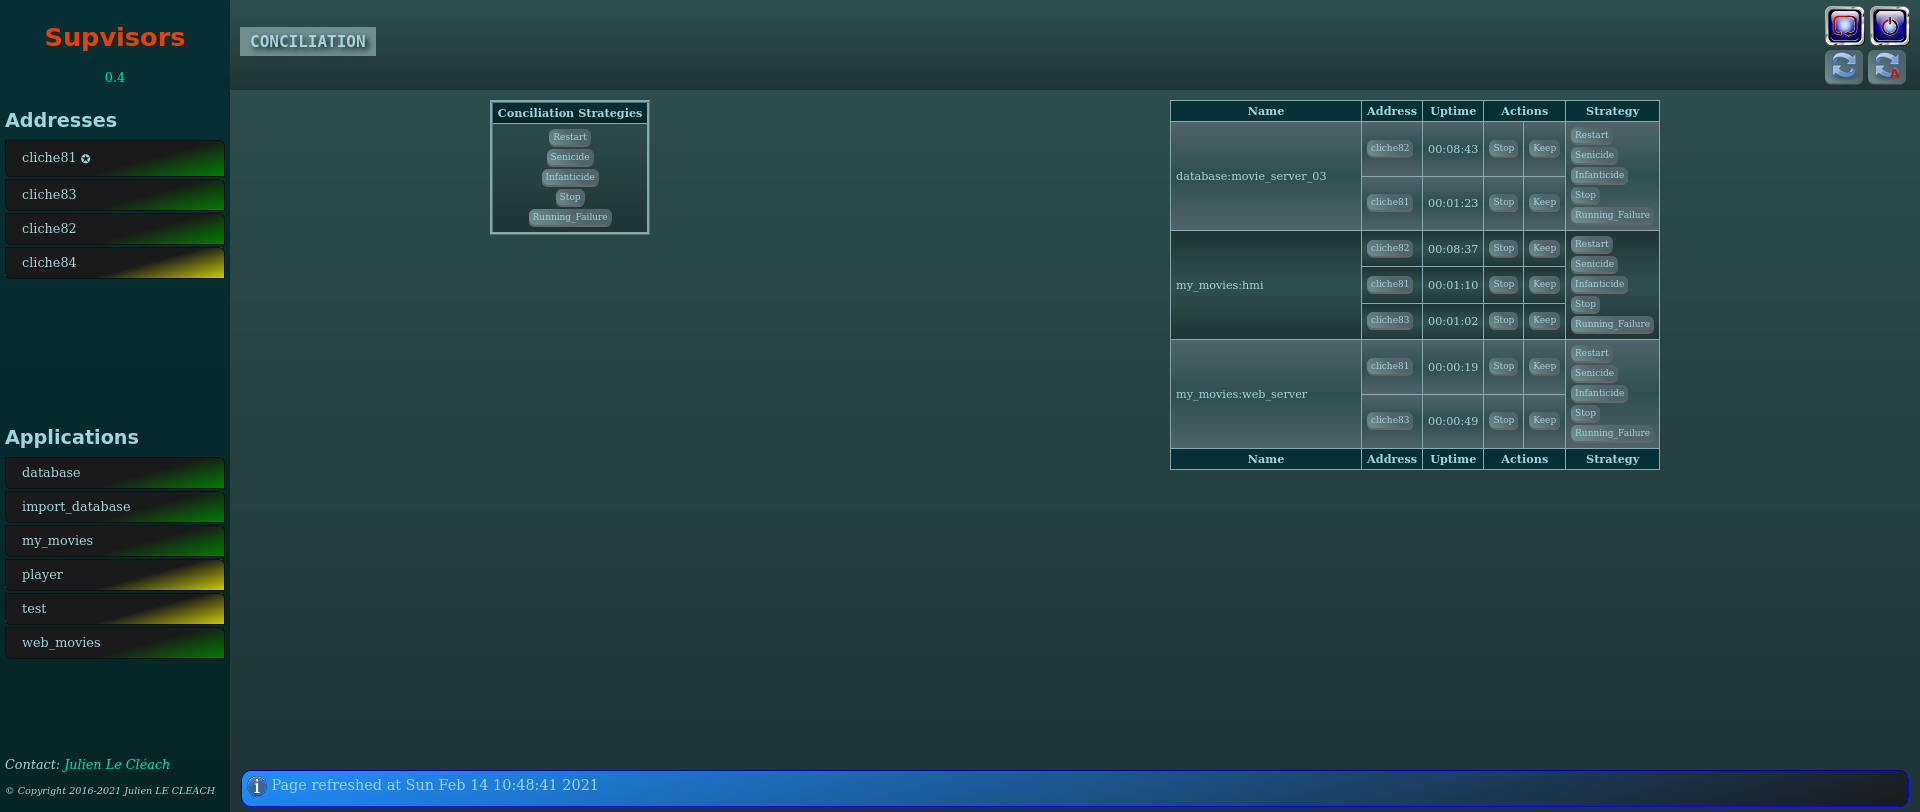 Supvisors
0.4
Addresses
cliche81 ✪
cliche83
cliche82
cliche84
Applications
database
import_database
my_movies
player
test
web_movies
Contact: Julien Le Cléach
© Copyright 2016-2021 Julien LE CLEACH
CONCILIATION
A
Conciliation Strategies
Restart
Senicide
Infanticide
Stop
Running_Failure
Name Address Uptime Actions Strategy
database:movie_server_03
cliche82 00:08:43 Stop Keep
cliche81 00:01:23 Stop Keep
Restart
Senicide
Infanticide
Stop
Running_Failure
my_movies:hmi
cliche82 00:08:37 Stop Keep
cliche81 00:01:10 Stop Keep
cliche83 00:01:02 Stop Keep
Restart
Senicide
Infanticide
Stop
Running_Failure
my_movies:web_server
cliche81 00:00:19 Stop Keep
cliche83 00:00:49 Stop Keep
Restart
Senicide
Infanticide
Stop
Running_Failure
Name Address Uptime Actions Strategy
Page refreshed at Sun Feb 14 10:48:41 2021